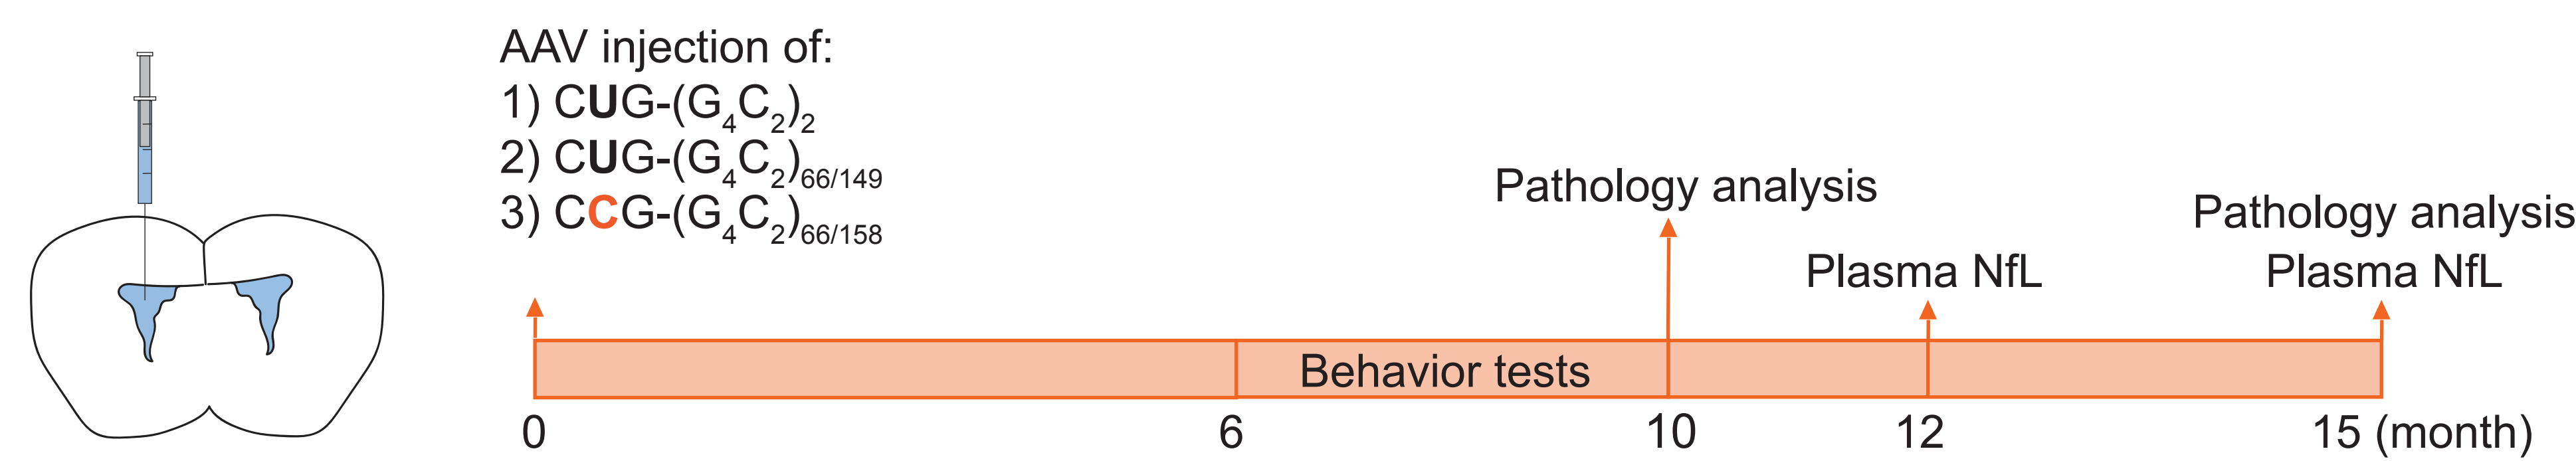 AAV injection of:
1) CUG-(G₄C₂)₂
2) CUG-(G₄C₂)₆₆/₁₄₉
3) CCG-(G₄C₂)₆₆/₁₅₈
Pathology analysis
Plasma NfL
Pathology analysis
Plasma NfL
Behavior tests
0 6 10 12 15 (month)